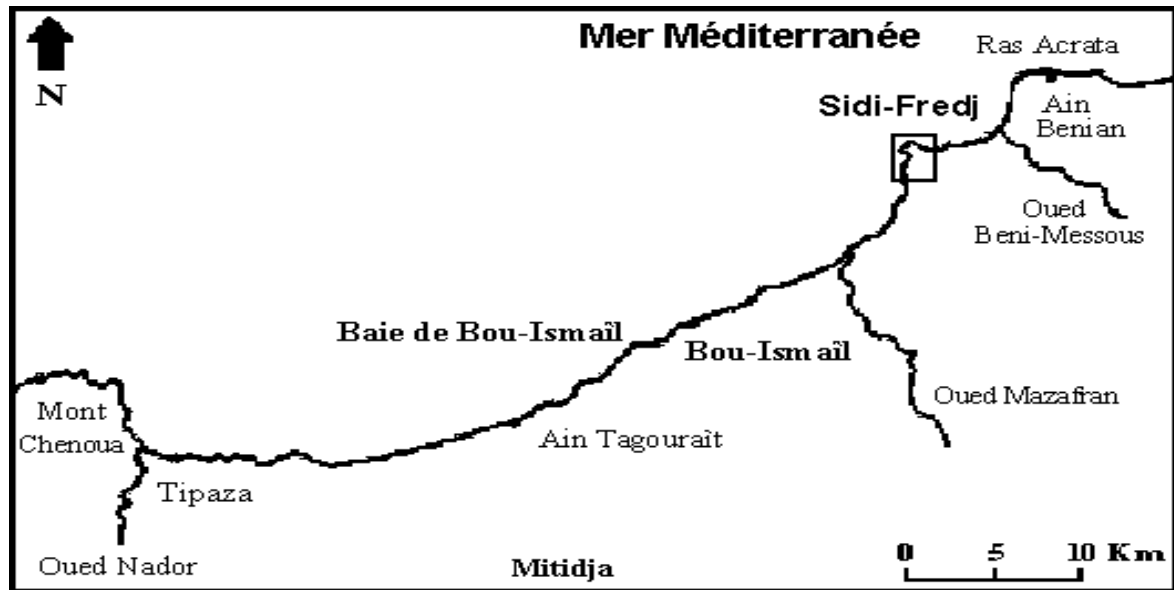 Mer Méditerranée
Ras Acrata
N
Sidi-Fredj
Ain
Benian
Oued
Beni-Messous
Baie de Bou-Ismaîl
Bou-Ismaîl
Oued Mazafran
Mont
Chenoua
Ain Tagouraît
Tipaza
Oued Nador
Mitidja
0 5 10 Km